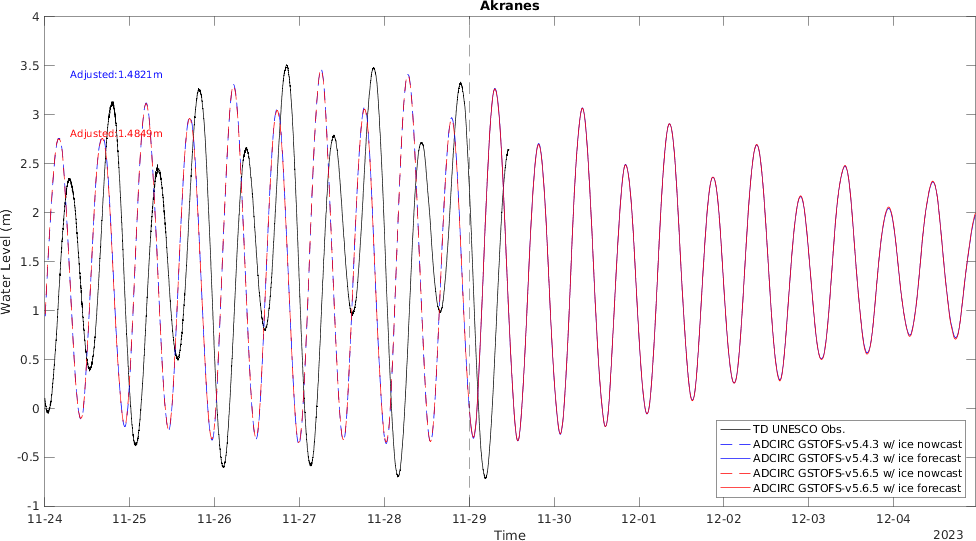 Akranes
4
3.5
3
2.5
2
1.5
1
0.5
0
-0.5
-1
Water Level (m)
Adjusted:1.4821m
Adjusted:1.4849m
TD UNESCO Obs.
ADCIRC GSTOFS-v5.4.3 w/ ice nowcast
ADCIRC GSTOFS-v5.4.3 w/ ice forecast
ADCIRC GSTOFS-v5.6.5 w/ ice nowcast
ADCIRC GSTOFS-v5.6.5 w/ ice forecast
11-24 11-25 11-26 11-27 11-28 11-29 11-30 12-01 12-02 12-03 12-04
Time
2023